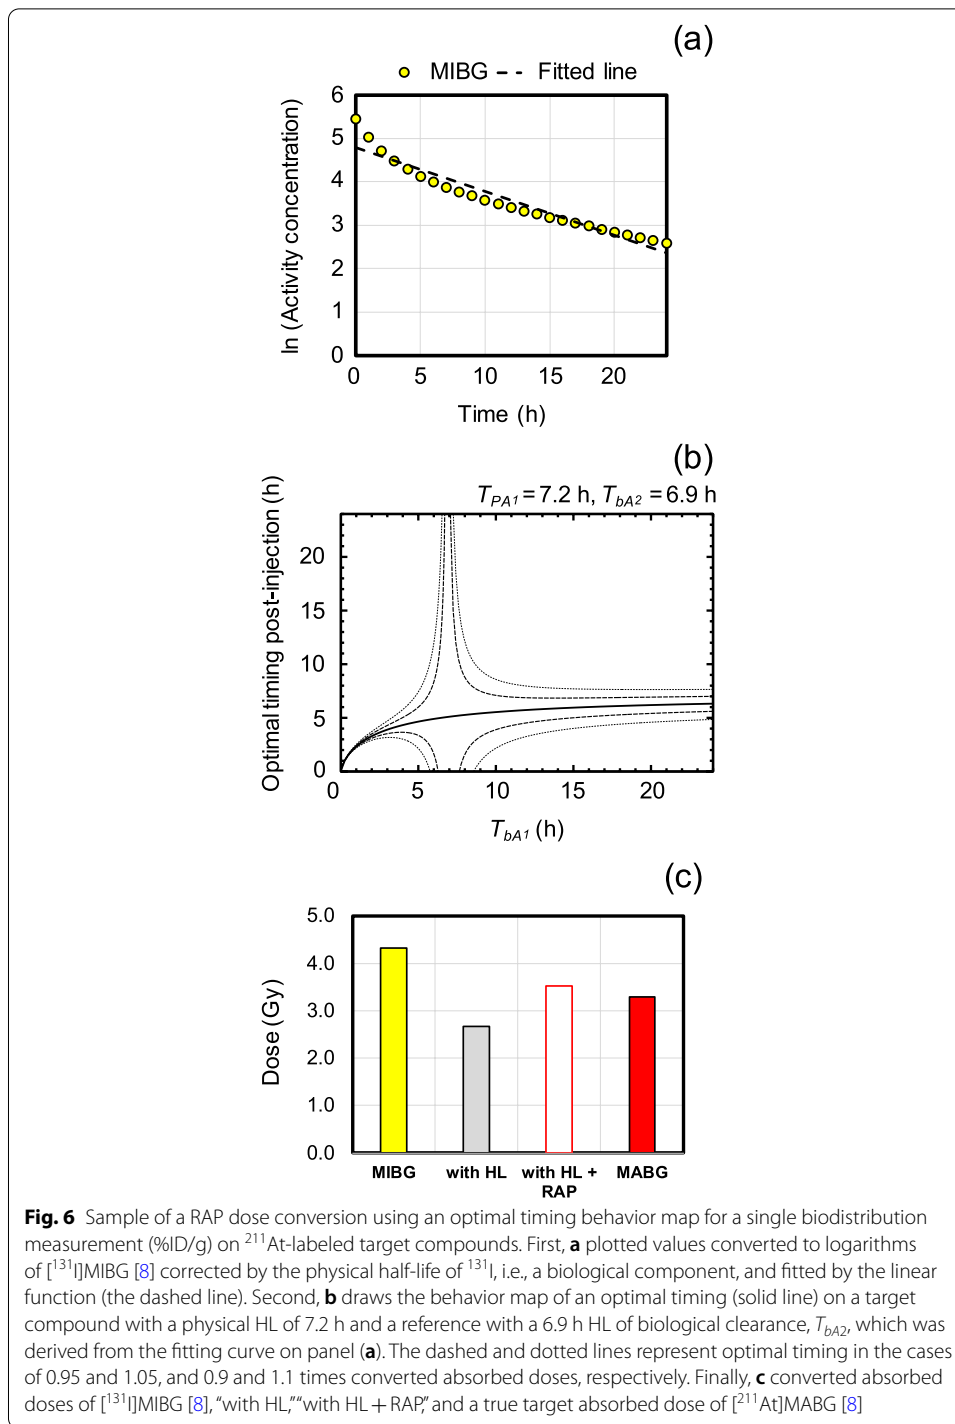 (a)
MIBG Fitted line
6
5
4
3
2
1
0
ln (Activity concentration)
0 5 10 15 20
Time (h)
(b)
T_PA1 = 7.2 h, T_bA2 = 6.9 h
20
15
10
5
0
Optimal timing post-injection (h)
0 5 10 15 20
T_bA1 (h)
(c)
5.0
4.0
3.0
2.0
1.0
0.0
Dose (Gy)
MIBG with HL with HL + RAP MABG
Fig. 6 Sample of a RAP dose conversion using an optimal timing behavior map for a single biodistribution
measurement (%ID/g) on ²¹¹At-labeled target compounds. First, a plotted values converted to logarithms
of [¹³¹I]MIBG [8] corrected by the physical half-life of ¹³¹I, i.e., a biological component, and fitted by the linear
function (the dashed line). Second, b draws the behavior map of an optimal timing (solid line) on a target
compound with a physical HL of 7.2 h and a reference with a 6.9 h HL of biological clearance, T_bA2, which was
derived from the fitting curve on panel (a). The dashed and dotted lines represent optimal timing in the cases
of 0.95 and 1.05, and 0.9 and 1.1 times converted absorbed doses, respectively. Finally, c converted absorbed
doses of [¹³¹I]MIBG [8], “with HL,” “with HL + RAP,” and a true target absorbed dose of [²¹¹At]MABG [8]